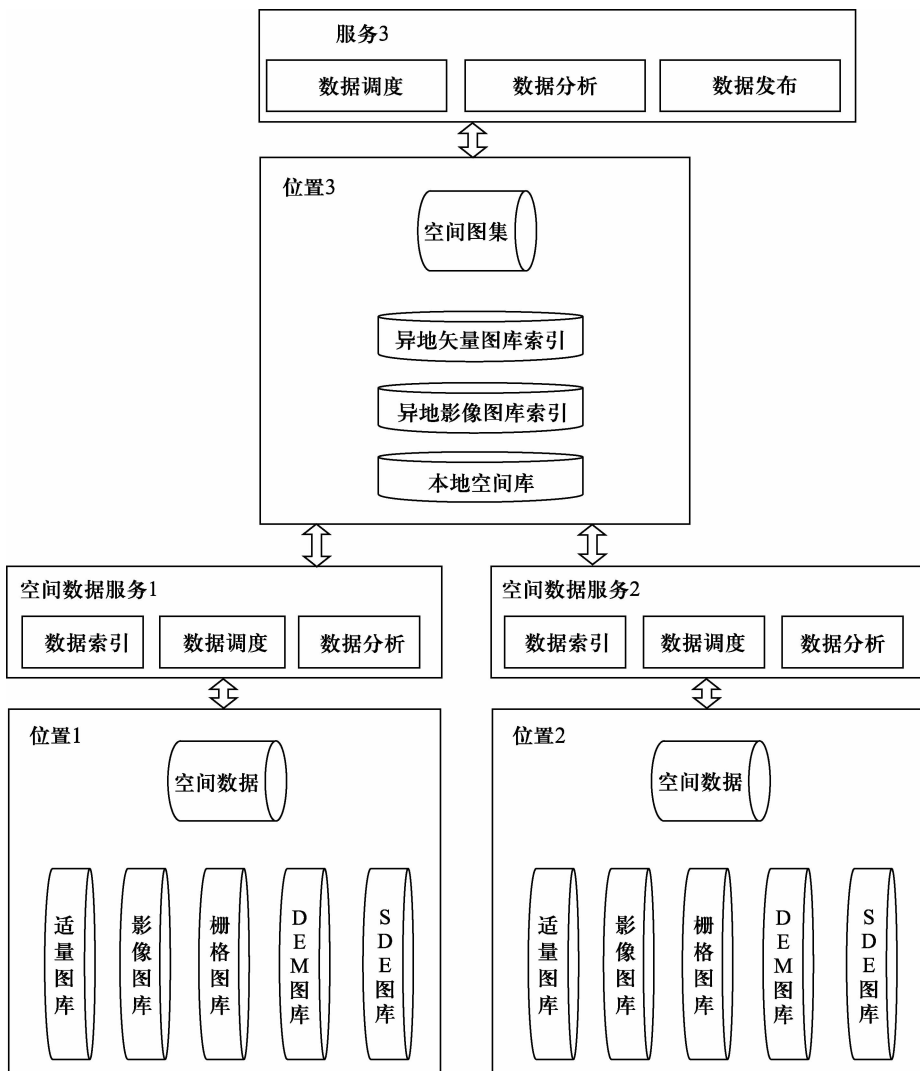 服务3
数据调度
数据分析
数据发布
位置3
空间图集
异地矢量图库索引
异地影像图库索引
本地空间库
空间数据服务1
数据索引
数据调度
数据分析
空间数据服务2
数据索引
数据调度
数据分析
位置1
空间数据
适量图库
影像图库
栅格图库
DEM图库
SDE图库
位置2
空间数据
适量图库
影像图库
栅格图库
DEM图库
SDE图库